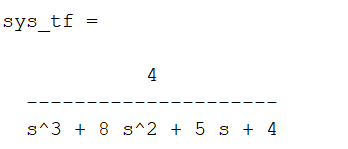 sys_tf =
4
---------------------
s^3 + 8 s^2 + 5 s + 4